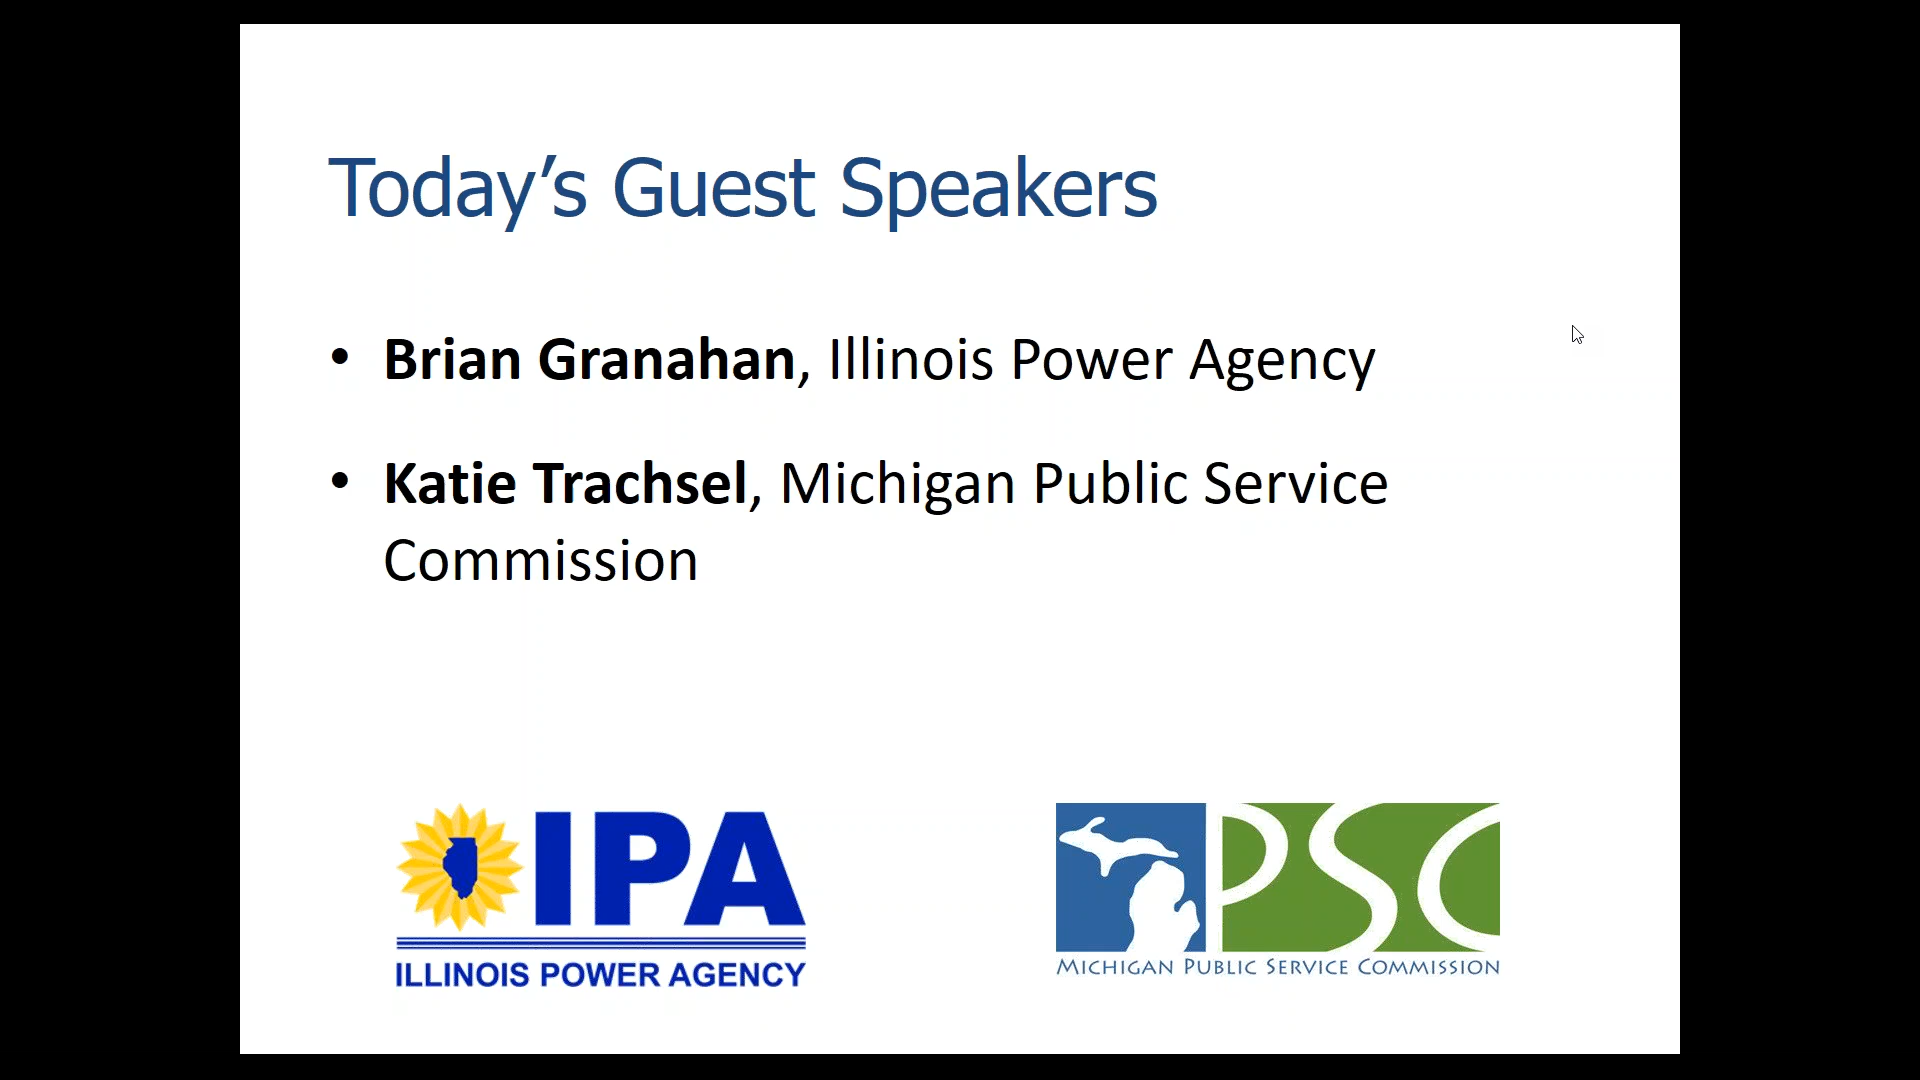 Today’s Guest Speakers
• Brian Granahan, Illinois Power Agency
• Katie Trachsel, Michigan Public Service
Commission
IPA
ILLINOIS POWER AGENCY
PSC
MICHIGAN PUBLIC SERVICE COMMISSION